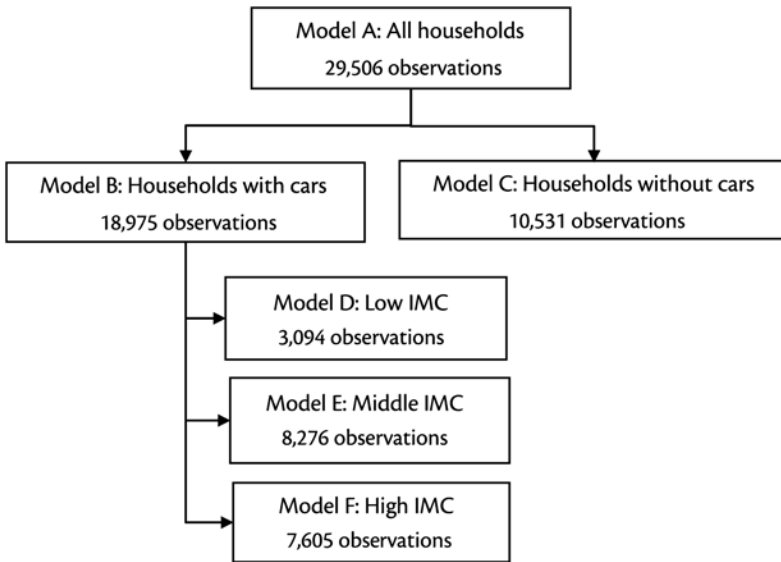 Model A: All households
29,506 observations
Model B: Households with cars
18,975 observations
Model C: Households without cars
10,531 observations
Model D: Low IMC
3,094 observations
Model E: Middle IMC
8,276 observations
Model F: High IMC
7,605 observations